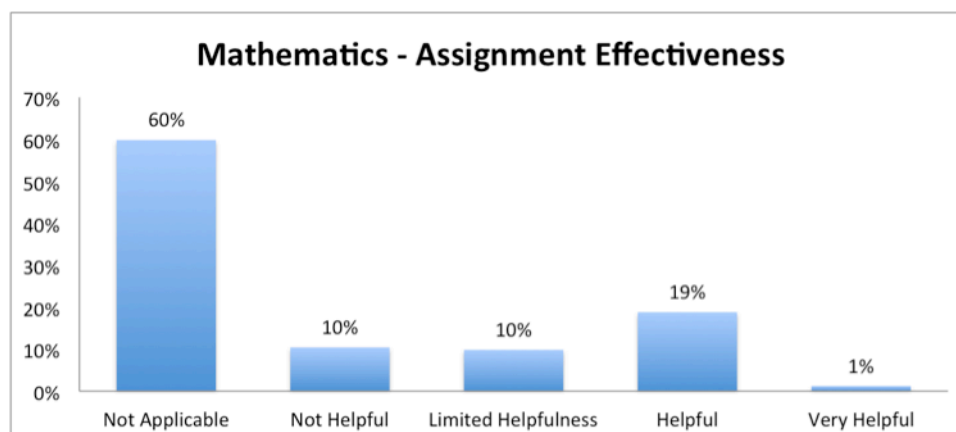 Mathematics - Assignment Effectiveness
70%
60%
50%
40%
30%
20%
10%
0%
60%
10%
10%
19%
1%
Not Applicable
Not Helpful
Limited Helpfulness
Helpful
Very Helpful